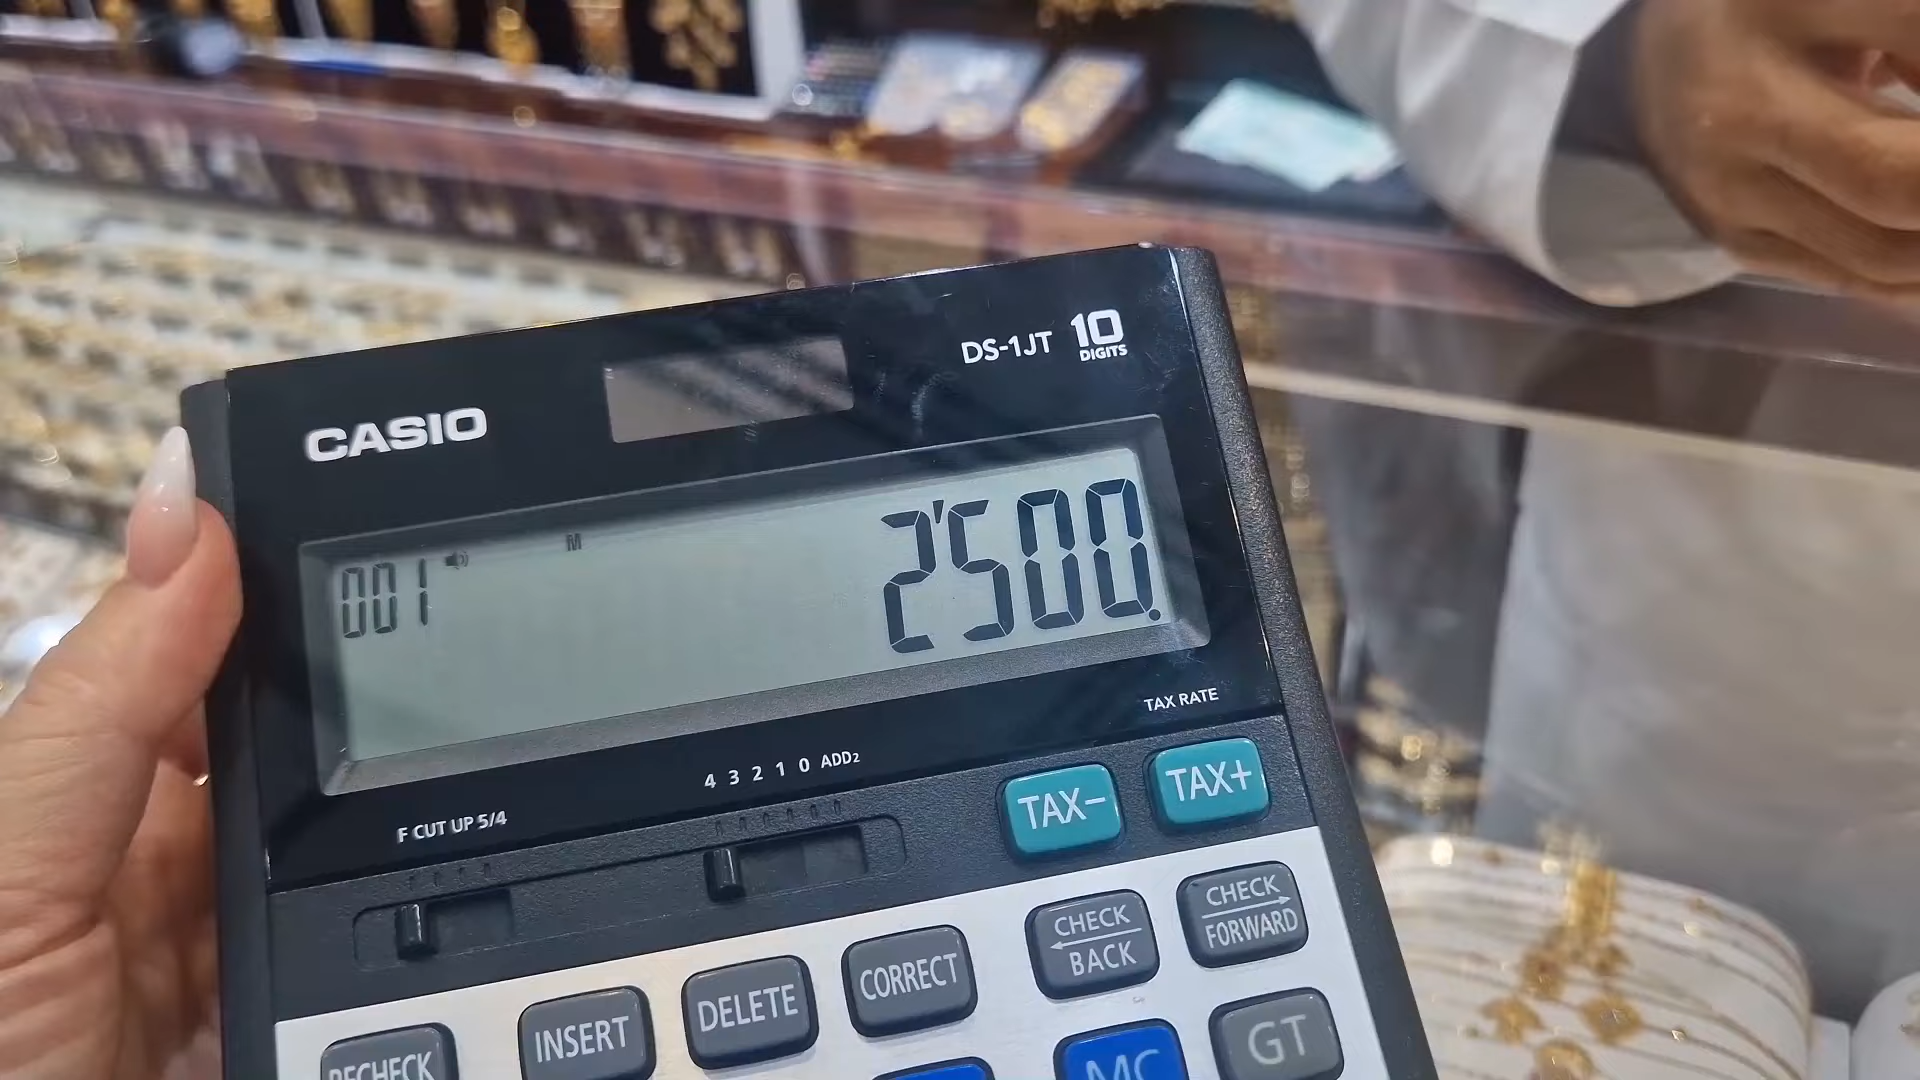 DS-1JT 10 DIGITS
CASIO
001 M 2'500.
TAX RATE
4 3 2 1 0 ADD₂
F CUT UP 5/4
TAX- TAX+
CHECK BACK
CHECK FORWARD
RECHECK INSERT DELETE CORRECT
MC GT